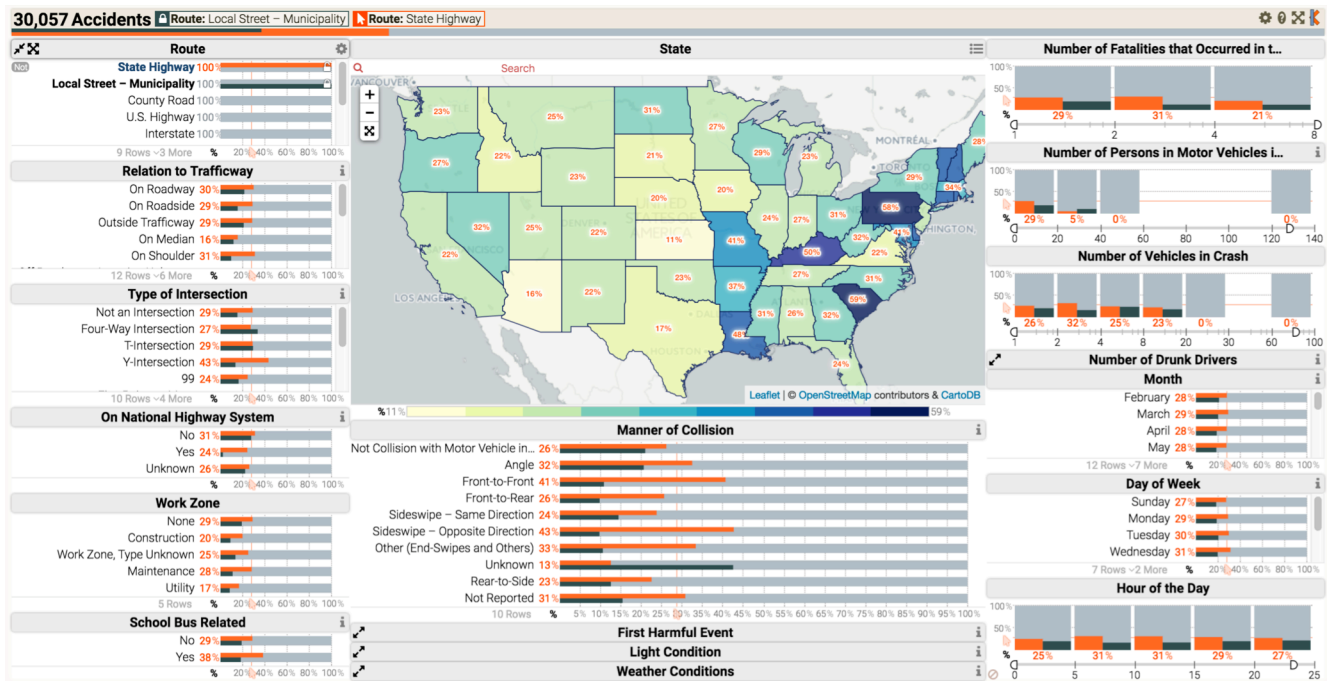 30,057 Accidents Route: Local Street – Municipality Route: State Highway
Route
Not State Highway 100%
Local Street – Municipality 100%
County Road 100%
U.S. Highway 100%
Interstate 100%
9 Rows 3 More % 20% 40% 60% 80% 100%
Relation to Trafficway
On Roadway 30%
On Roadside 29%
Outside Trafficway 29%
On Median 16%
On Shoulder 31%
12 Rows 6 More % 20% 40% 60% 80% 100%
Type of Intersection
Not an Intersection 29%
Four-Way Intersection 27%
T-Intersection 29%
Y-Intersection 43%
99 24%
10 Rows 4 More % 20% 40% 60% 80% 100%
On National Highway System
No 31%
Yes 24%
Unknown 26%
% 20% 40% 60% 80% 100%
Work Zone
None 29%
Construction 20%
Work Zone, Type Unknown 25%
Maintenance 28%
Utility 17%
5 Rows % 20% 40% 60% 80% 100%
School Bus Related
No 29%
Yes 38%
% 20% 40% 60% 80% 100%
State
Search
VANCOUVER
+
−
23% 25% 31% 27% 28%
MONTRÉAL
27% 22% 21% 29% 23% TORONTO
23% 20% 29% 34%
20% 58%
32% 25% 22% 11% 41% 24% 27% 31% 32% 41% HINGTON,
UNITED
STATES OF
AMERICA
DENVER
22% 50% 22%
LOS ANGEL
16% 22% 23% 37% 27% 31%
ATLANTA
59%
DALLAS
17% 48% 31% 26% 32%
HOUSTON
24%
Leaflet | © OpenStreetMap contributors & CartoDB
% 11% 59%
Manner of Collision
Not Collision with Motor Vehicle in... 26%
Angle 32%
Front-to-Front 41%
Front-to-Rear 26%
Sideswipe – Same Direction 24%
Sideswipe – Opposite Direction 43%
Other (End-Swipes and Others) 33%
Unknown 13%
Rear-to-Side 23%
Not Reported 31%
10 Rows % 5% 10% 15% 20% 25% 30% 35% 40% 45% 50% 55% 60% 65% 70% 75% 80% 85% 90% 95% 100%
First Harmful Event
Light Condition
Weather Conditions
Number of Fatalities that Occurred in t...
100%
50%
% 29% 31% 21%
1 2 4 8
Number of Persons in Motor Vehicles i...
100%
50%
% 29% 5% 0% 0%
0 20 40 60 80 100 120 140
Number of Vehicles in Crash
100%
50%
% 26% 32% 25% 23% 0% 0%
1 2 4 8 20 40 60 100
Number of Drunk Drivers
Month
February 28%
March 29%
April 28%
May 28%
12 Rows 7 More % 20% 40% 60% 80% 100%
Day of Week
Sunday 27%
Monday 29%
Tuesday 30%
Wednesday 31%
7 Rows 2 More % 20% 40% 60% 80% 100%
Hour of the Day
100%
50%
% 25% 31% 31% 29% 27%
0 5 10 15 20 25